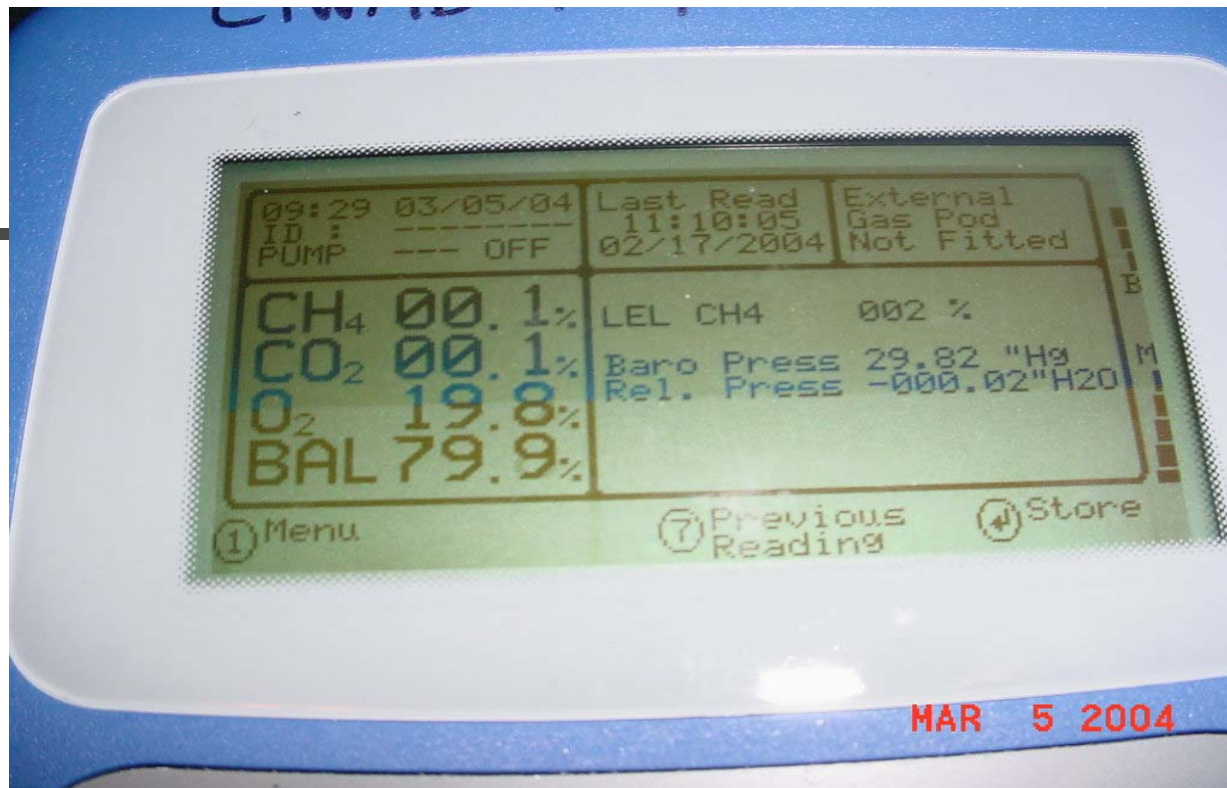 09:29 03/05/04
ID : --------
PUMP --- OFF
Last Read
11:10:05
02/17/2004
External
Gas Pod
Not Fitted
CH₄ 00.1%
CO₂ 00.1%
O₂ 19.8%
BAL 79.9%
LEL CH4 002 %
Baro Press 29.82 "Hg
Rel. Press -000.02"H2O
B
M
1 Menu
7 Previous
Reading
Store
MAR 5 2004